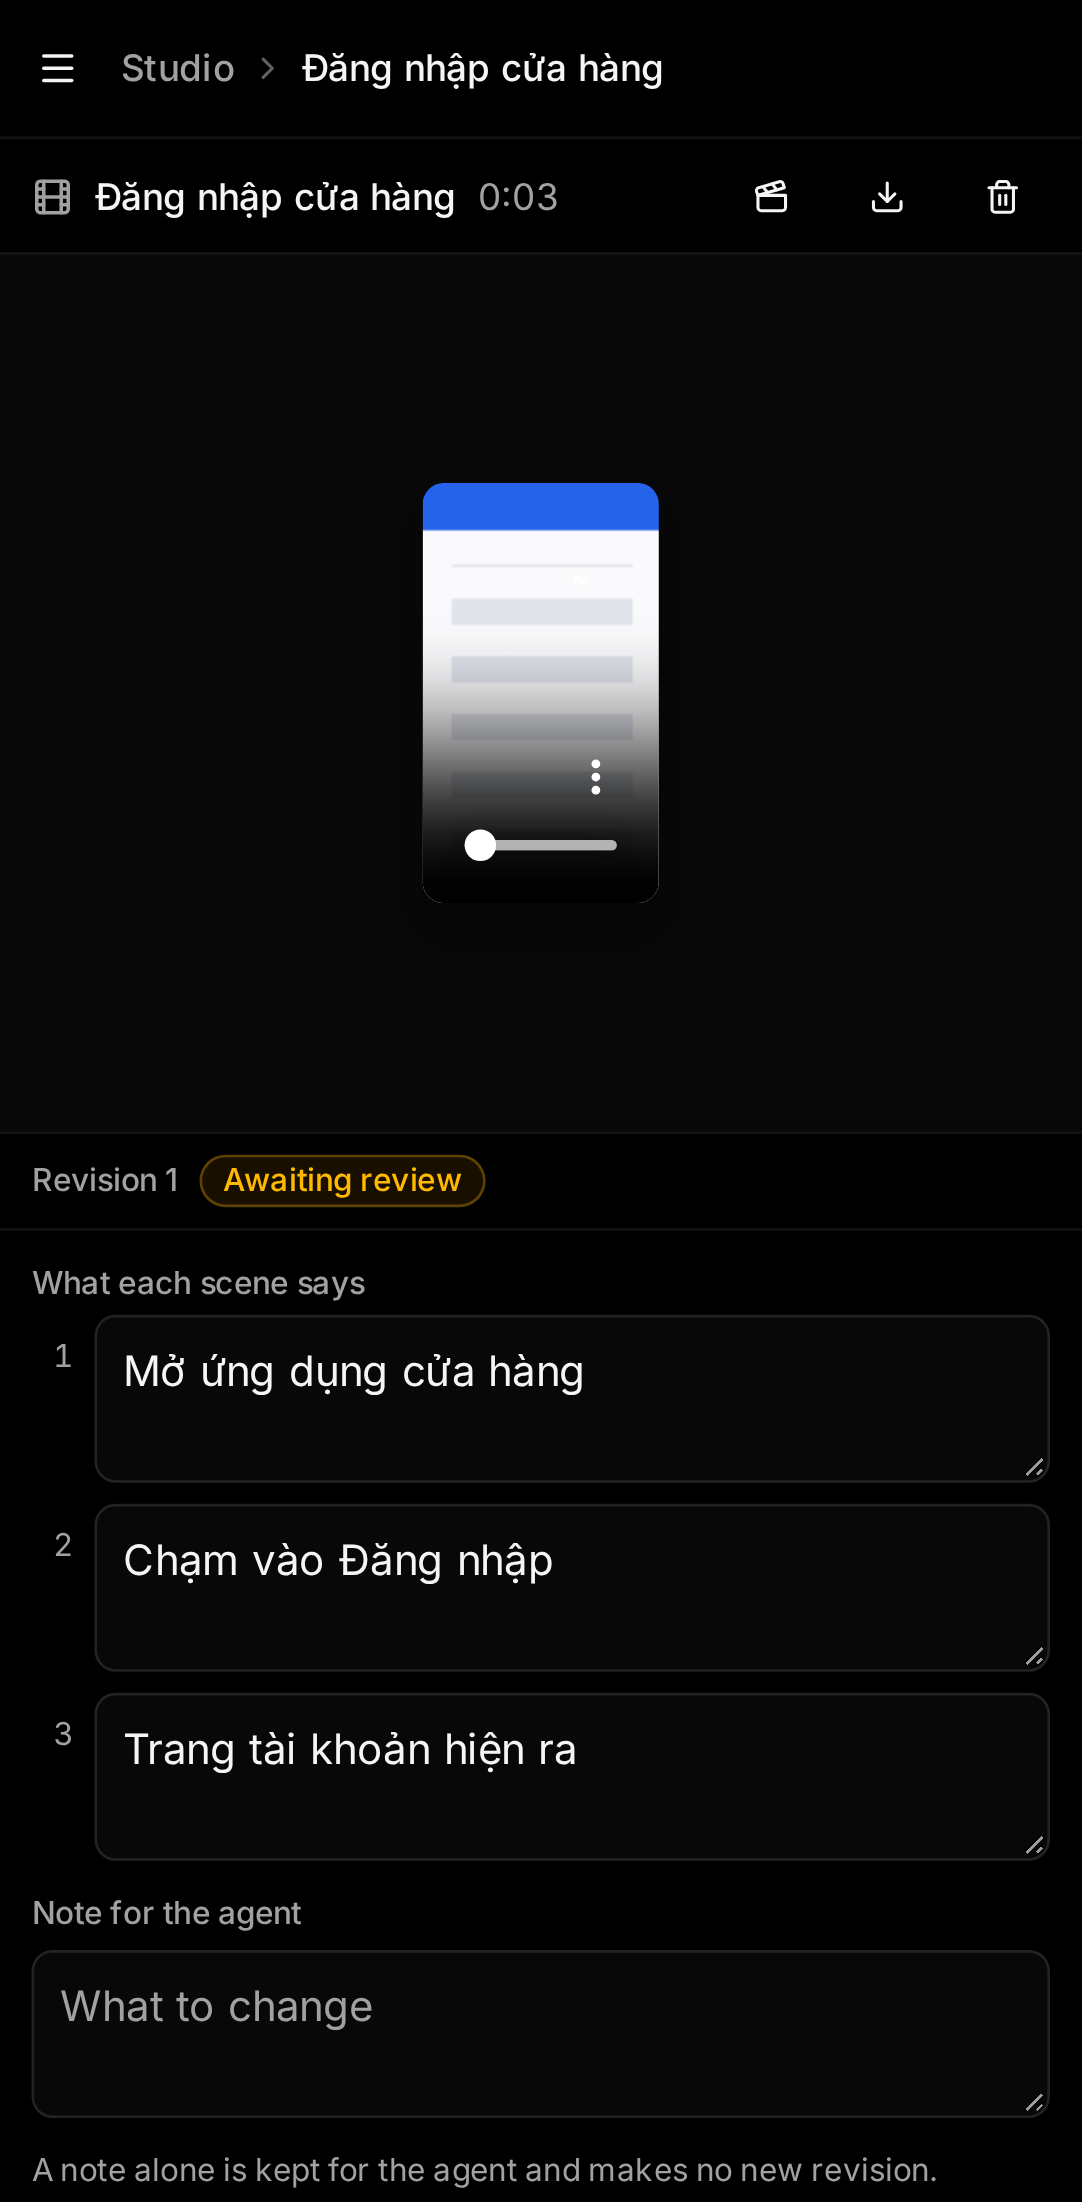 Studio > Đăng nhập cửa hàng
Đăng nhập cửa hàng 0:03
Revision 1 Awaiting review
What each scene says
1 Mở ứng dụng cửa hàng
2 Chạm vào Đăng nhập
3 Trang tài khoản hiện ra
Note for the agent
What to change
A note alone is kept for the agent and makes no new revision.